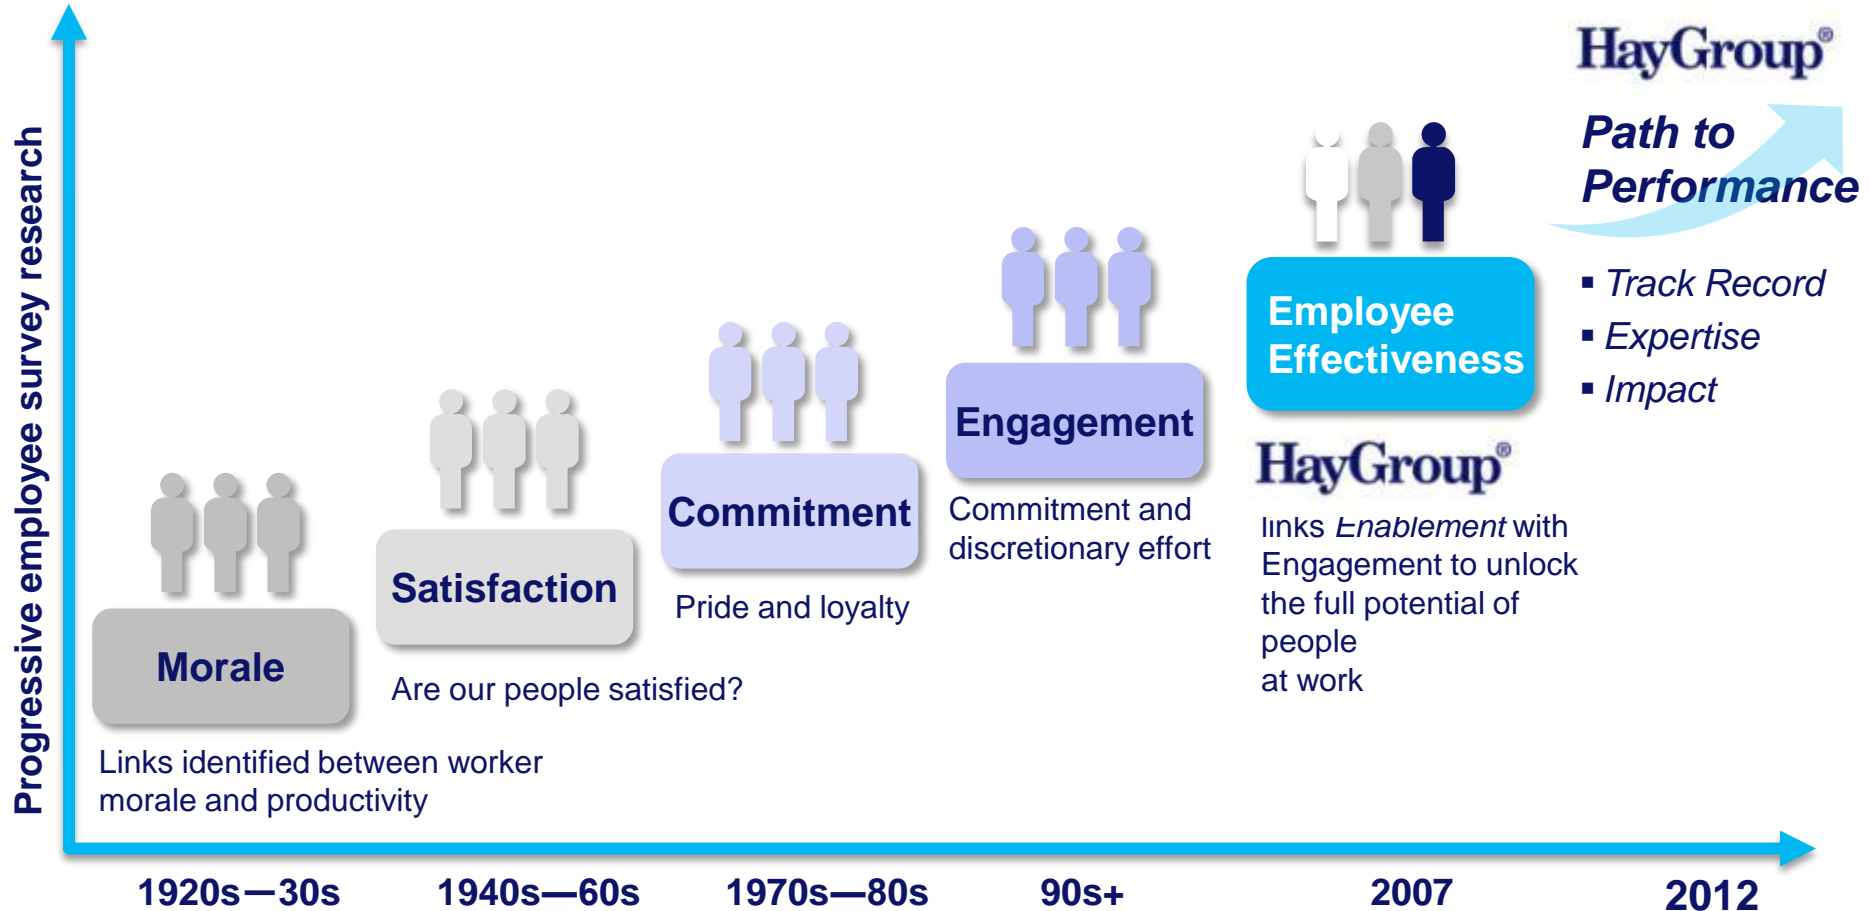 Progressive employee survey research
Morale
Links identified between worker
morale and productivity
1920s—30s
Satisfaction
Are our people satisfied?
1940s—60s
Commitment
Pride and loyalty
1970s—80s
Engagement
Commitment and
discretionary effort
90s+
Employee
Effectiveness
HayGroup®
links Enablement with
Engagement to unlock
the full potential of
people
at work
2007
HayGroup®
Path to
Performance
▪ Track Record
▪ Expertise
▪ Impact
2012